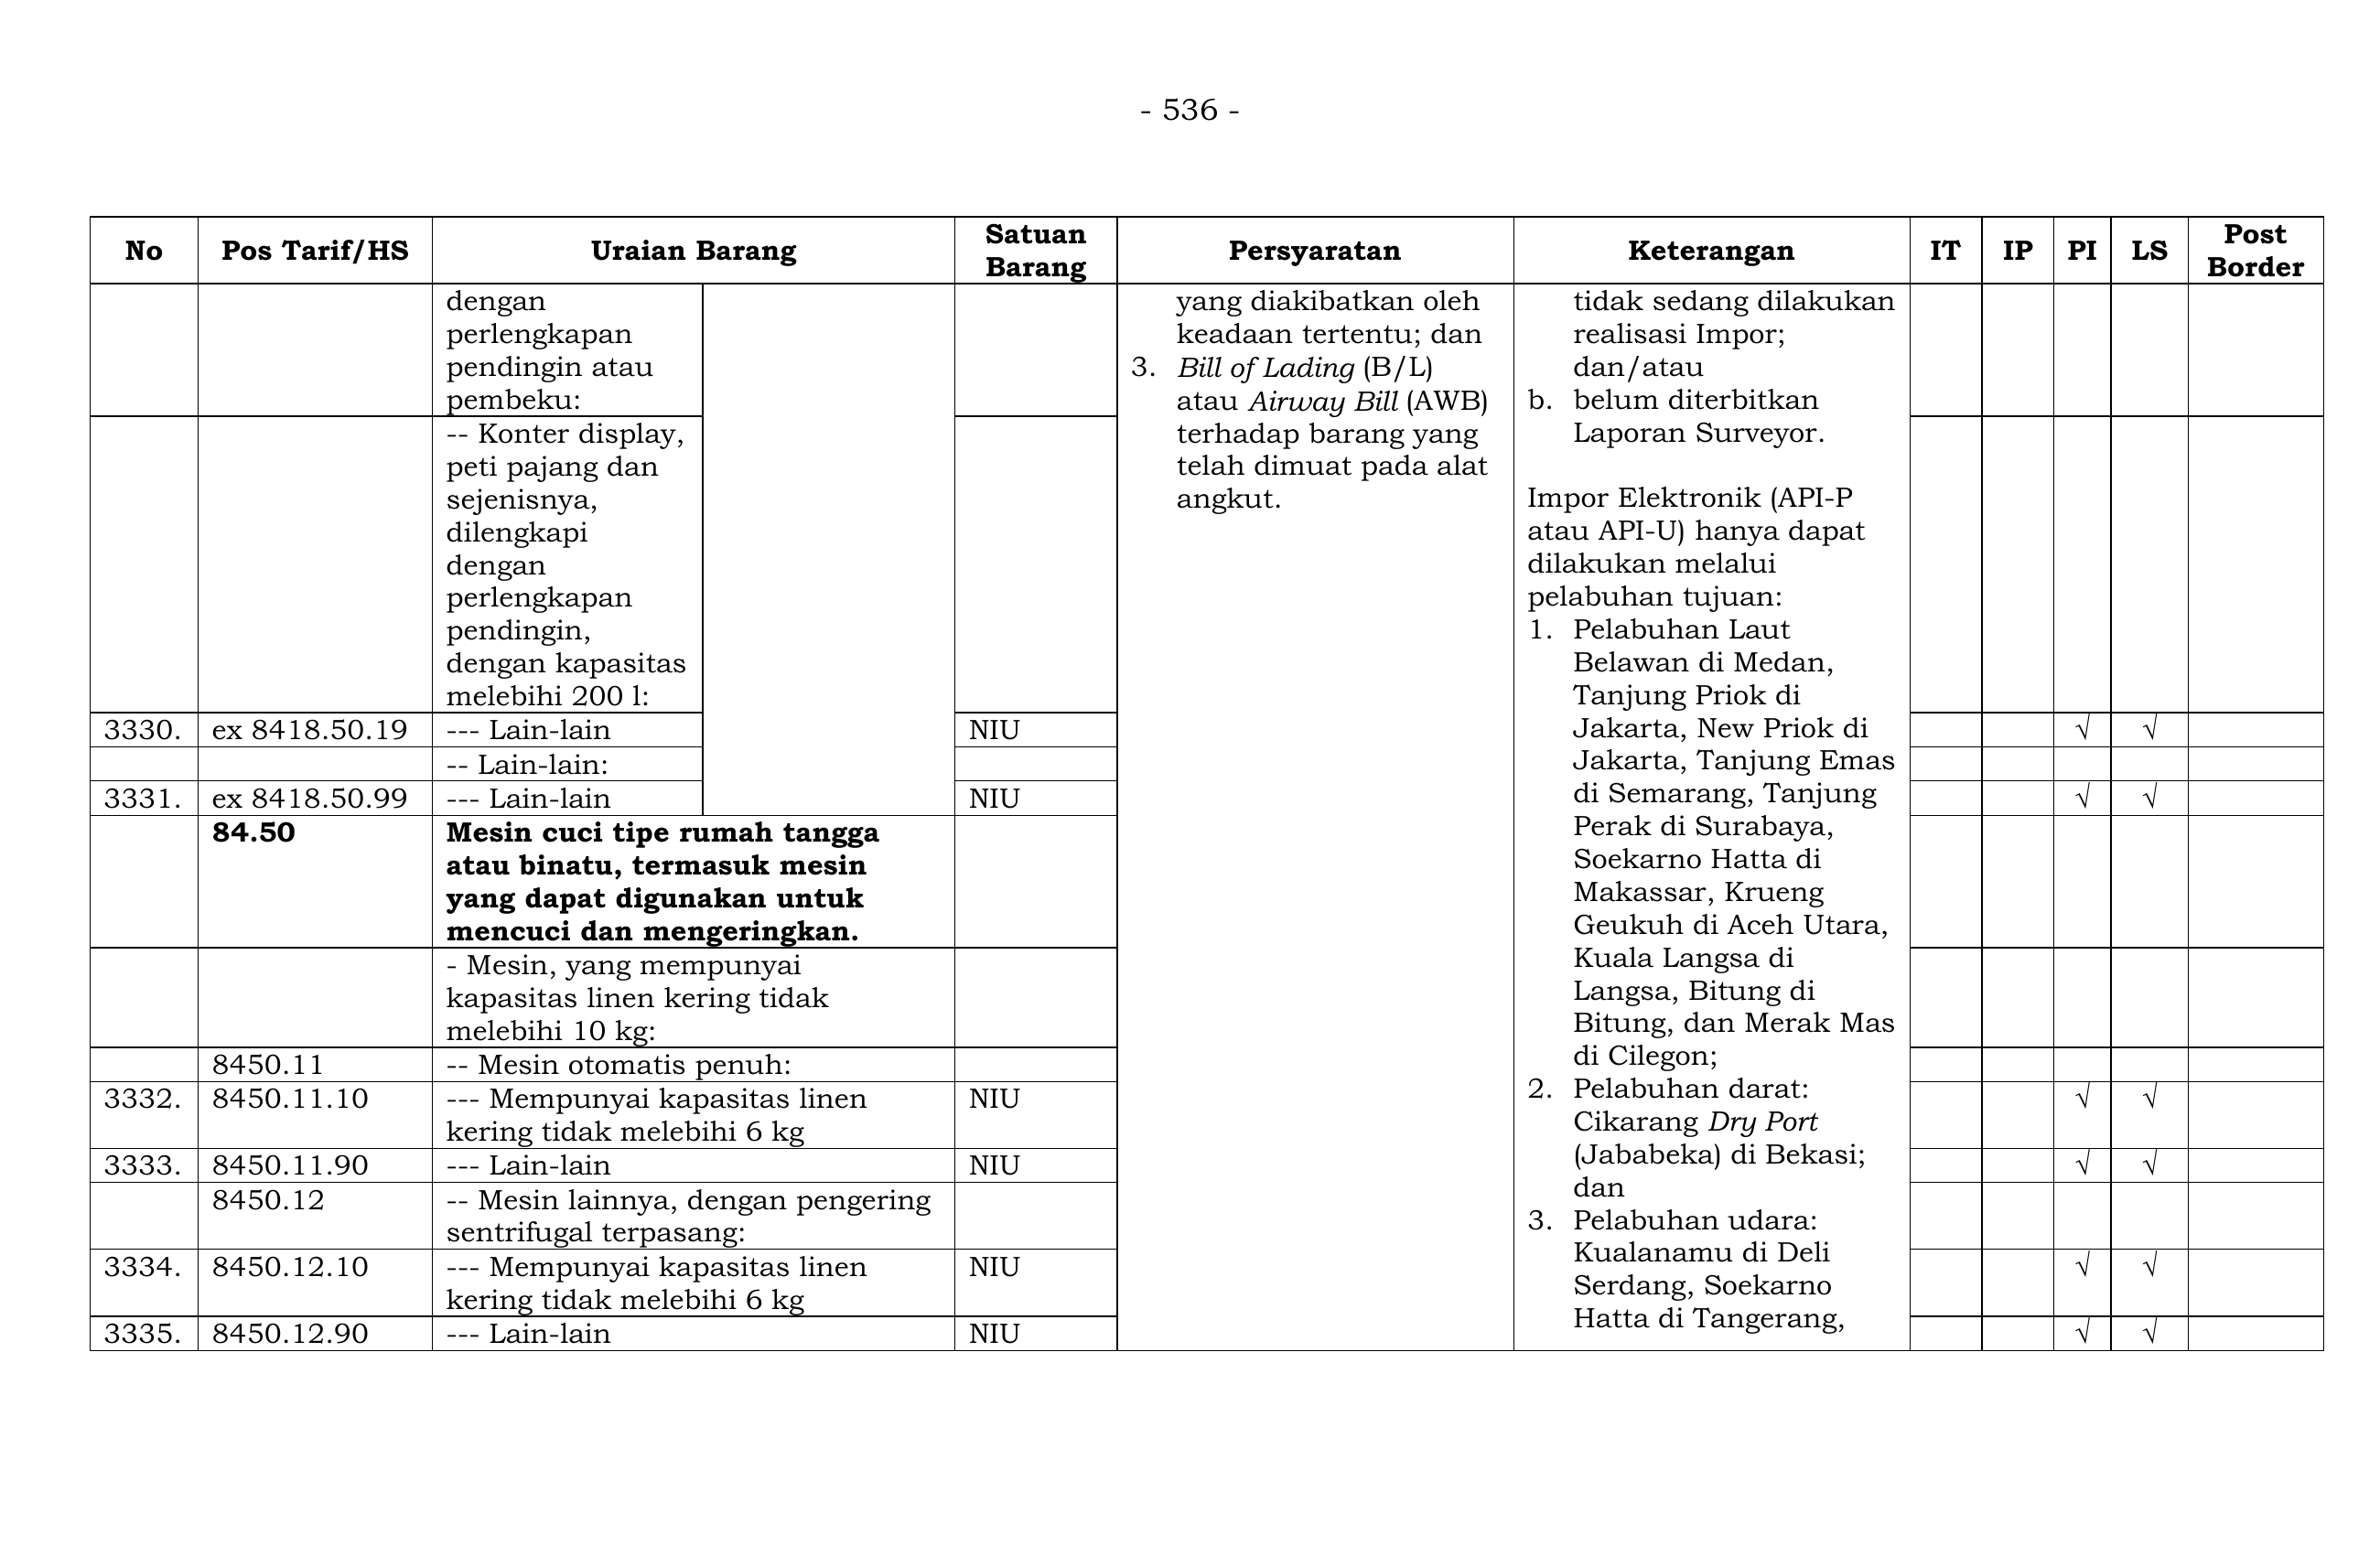 - 536 -
No Pos Tarif/HS Uraian Barang Satuan Barang Persyaratan Keterangan IT IP PI LS Post Border
dengan
perlengkapan
pendingin atau
pembeku:
-- Konter display,
peti pajang dan
sejenisnya,
dilengkapi
dengan
perlengkapan
pendingin,
dengan kapasitas
melebihi 200 l:
3330. ex 8418.50.19 --- Lain-lain NIU √ √
-- Lain-lain:
3331. ex 8418.50.99 --- Lain-lain NIU √ √
84.50 Mesin cuci tipe rumah tangga
atau binatu, termasuk mesin
yang dapat digunakan untuk
mencuci dan mengeringkan.
- Mesin, yang mempunyai
kapasitas linen kering tidak
melebihi 10 kg:
8450.11 -- Mesin otomatis penuh:
3332. 8450.11.10 --- Mempunyai kapasitas linen
kering tidak melebihi 6 kg NIU √ √
3333. 8450.11.90 --- Lain-lain NIU √ √
8450.12 -- Mesin lainnya, dengan pengering
sentrifugal terpasang:
3334. 8450.12.10 --- Mempunyai kapasitas linen
kering tidak melebihi 6 kg NIU √ √
3335. 8450.12.90 --- Lain-lain NIU √ √
yang diakibatkan oleh
keadaan tertentu; dan
3. Bill of Lading (B/L)
atau Airway Bill (AWB)
terhadap barang yang
telah dimuat pada alat
angkut.
tidak sedang dilakukan
realisasi Impor;
dan/atau
b. belum diterbitkan
Laporan Surveyor.
Impor Elektronik (API-P
atau API-U) hanya dapat
dilakukan melalui
pelabuhan tujuan:
1. Pelabuhan Laut
Belawan di Medan,
Tanjung Priok di
Jakarta, New Priok di
Jakarta, Tanjung Emas
di Semarang, Tanjung
Perak di Surabaya,
Soekarno Hatta di
Makassar, Krueng
Geukuh di Aceh Utara,
Kuala Langsa di
Langsa, Bitung di
Bitung, dan Merak Mas
di Cilegon;
2. Pelabuhan darat:
Cikarang Dry Port
(Jababeka) di Bekasi;
dan
3. Pelabuhan udara:
Kualanamu di Deli
Serdang, Soekarno
Hatta di Tangerang,